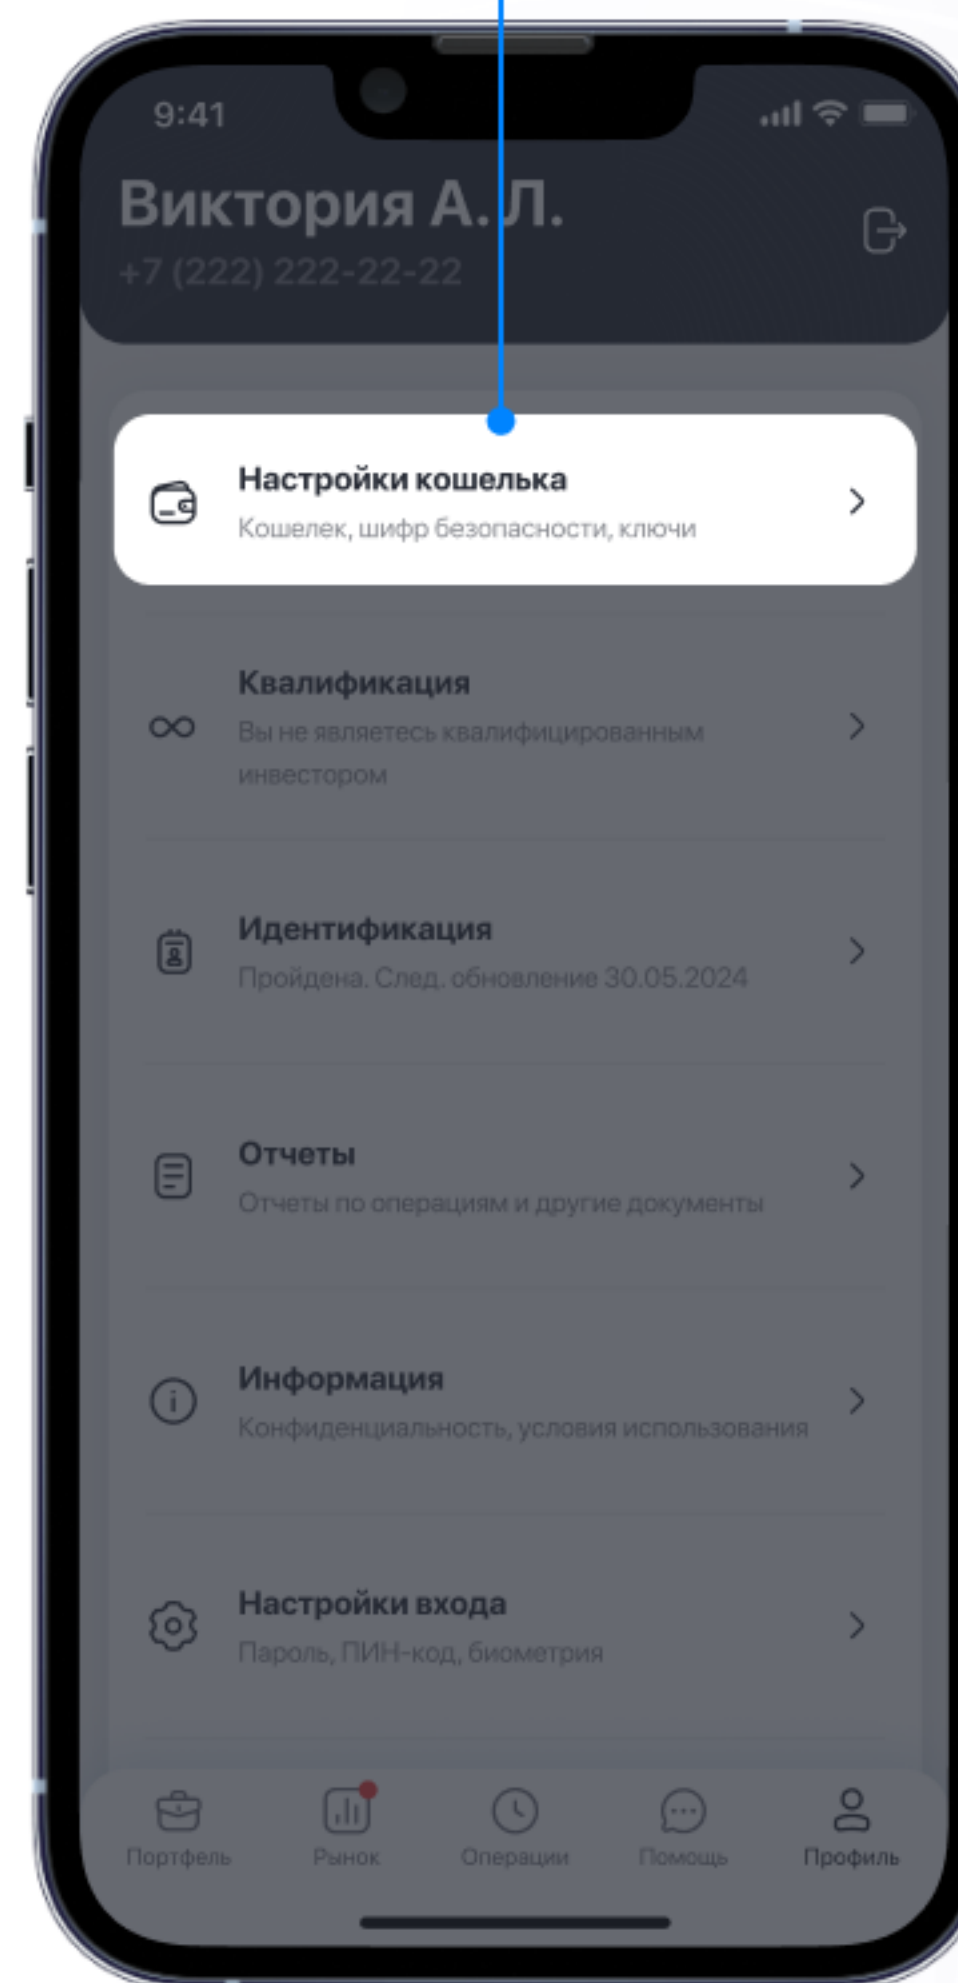 9:41
Виктория А. Л.
+7 (222) 222-22-22
Настройки кошелька
Кошелек, шифр безопасности, ключи
Квалификация
Вы не являетесь квалифицированным
инвестором
Идентификация
Пройдена. След. обновление 30.05.2024
Отчеты
Отчеты по операциям и другие документы
Информация
Конфиденциальность, условия использования
Настройки входа
Пароль, ПИН-код, биометрия
Портфель
Рынок
Операции
Помощь
Профиль